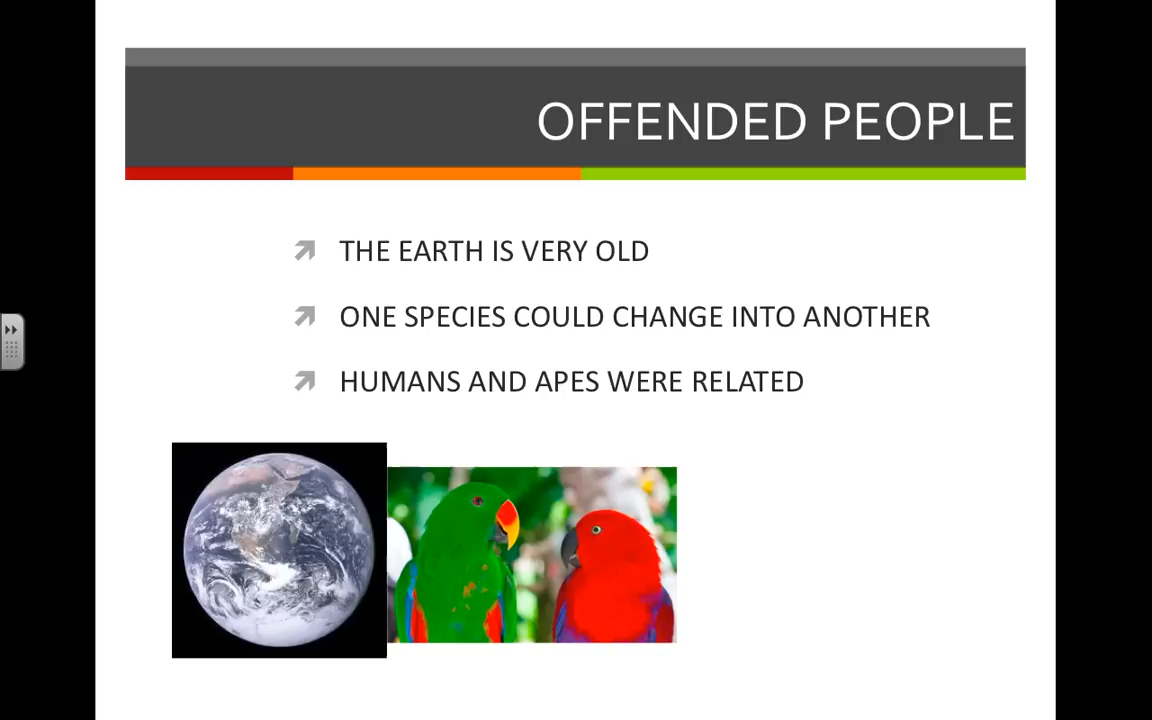 OFFENDED PEOPLE
THE EARTH IS VERY OLD
ONE SPECIES COULD CHANGE INTO ANOTHER
HUMANS AND APES WERE RELATED